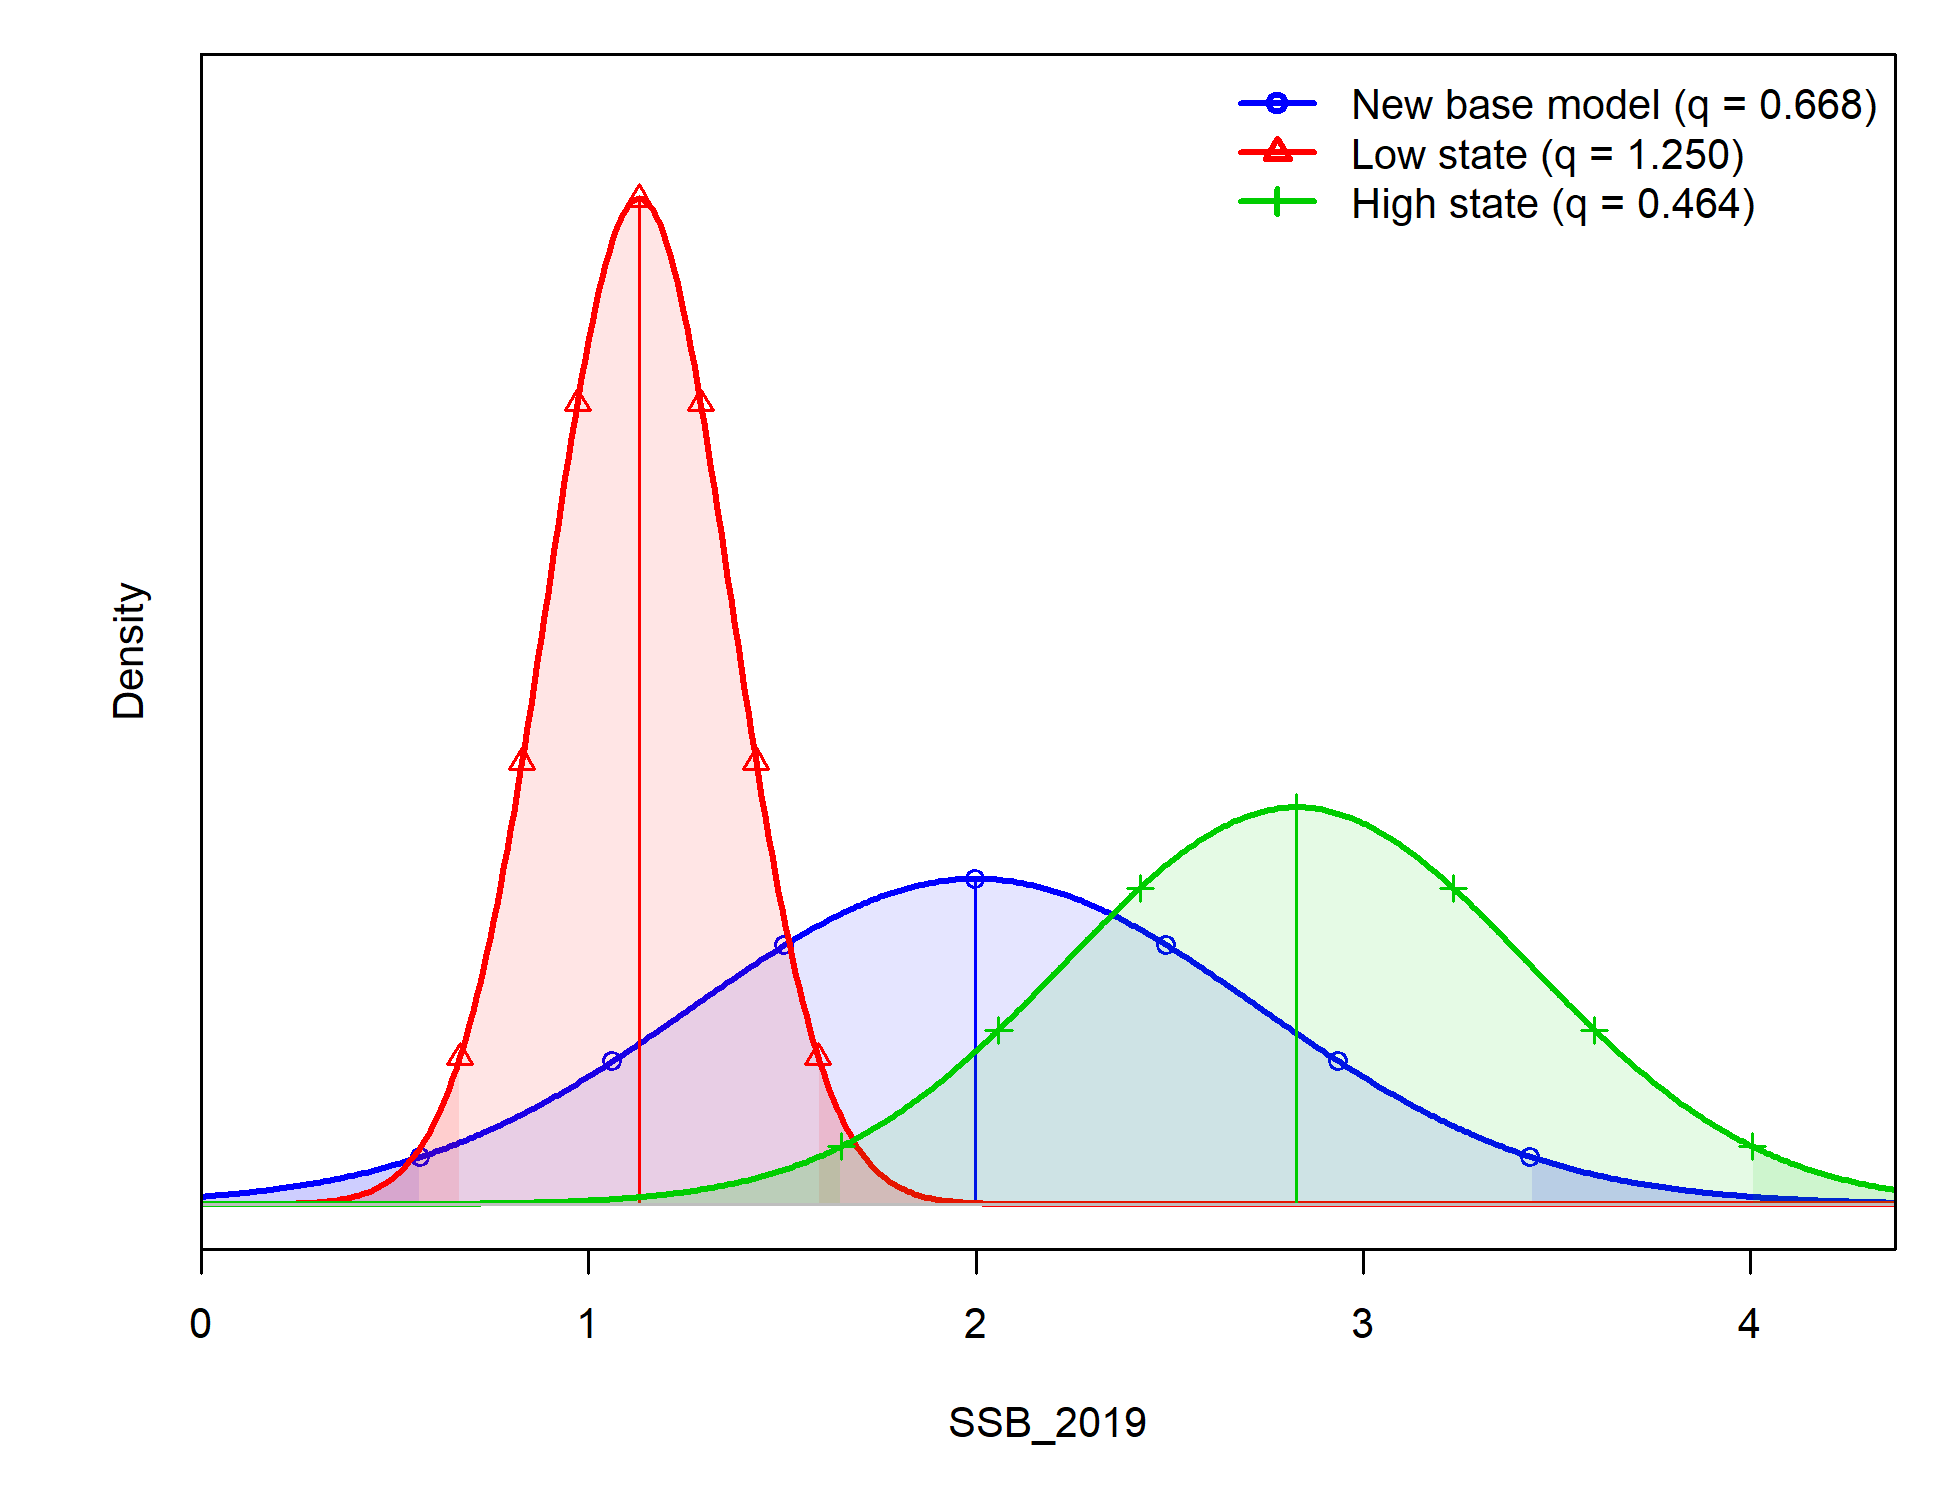 New base model (q = 0.668)
Low state (q = 1.250)
High state (q = 0.464)
Density
0 1 2 3 4
SSB_2019